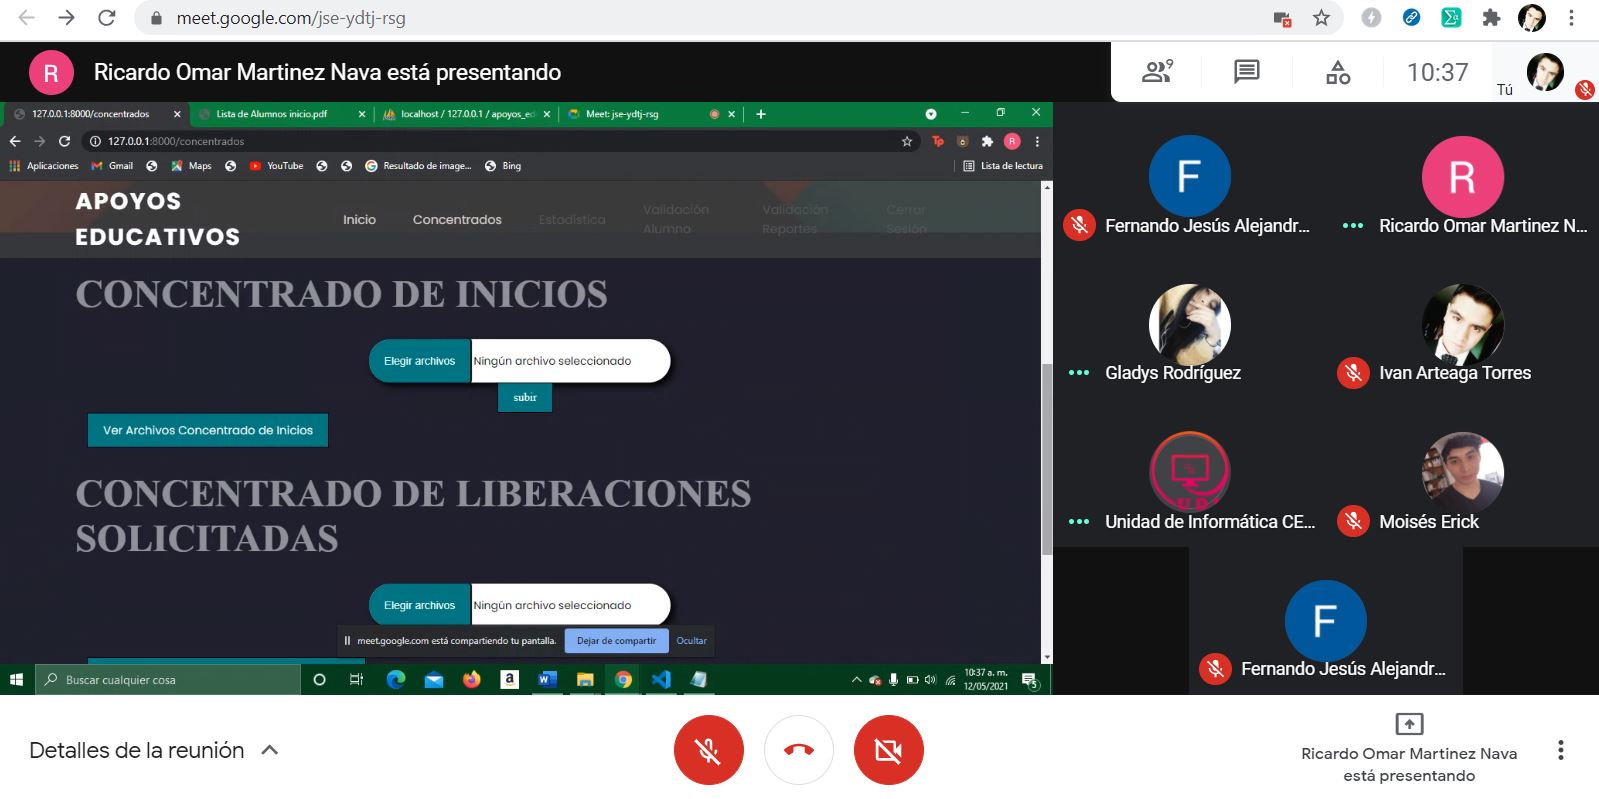 meet.google.com/jse-ydtj-rsg
R
Ricardo Omar Martinez Nava está presentando
9
10:37
Tú
127.0.0.1:8000/concentrados
Lista de Alumnos inicio.pdf
localhost / 127.0.0.1 / apoyos_ed
Meet: jse-ydtj-rsg
127.0.0.1:8000/concentrados
Tp
R
Aplicaciones
Gmail
Maps
YouTube
Resultado de image...
Bing
Lista de lectura
APOYOS
EDUCATIVOS
Inicio
Concentrados
Estadística
Validación
Alumno
Validación
Reportes
Cerrar
Sesión
CONCENTRADO DE INICIOS
Elegir archivos
Ningún archivo seleccionado
subir
Ver Archivos Concentrado de Inicios
CONCENTRADO DE LIBERACIONES
SOLICITADAS
Elegir archivos
Ningún archivo seleccionado
meet.google.com está compartiendo tu pantalla.
Dejar de compartir
Ocultar
Buscar cualquier cosa
10:37 a. m.
12/05/2021
5
F
Fernando Jesús Alejandr...
R
Ricardo Omar Martinez N...
Gladys Rodríguez
Ivan Arteaga Torres
Unidad de Informática CE...
Moisés Erick
F
Fernando Jesús Alejandr...
Detalles de la reunión
Ricardo Omar Martinez Nava
está presentando